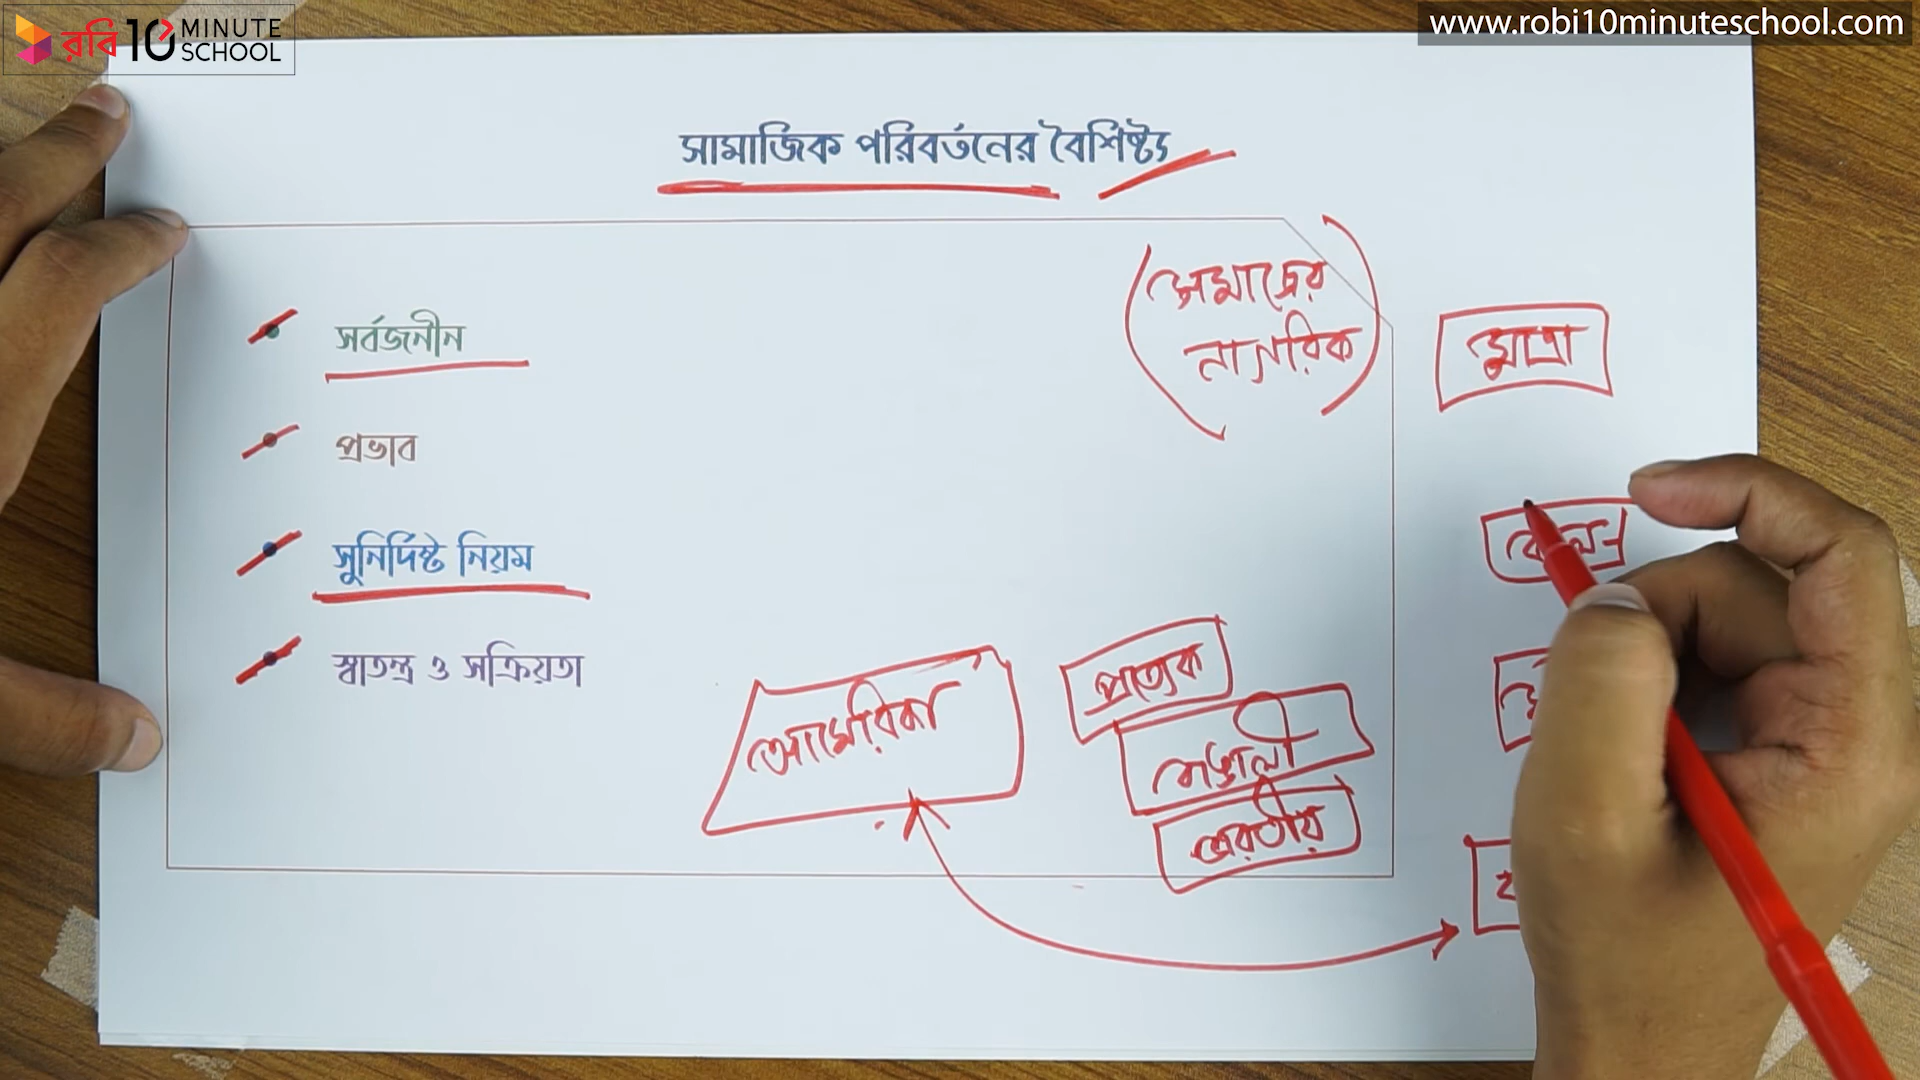 রবি 10 MINUTE SCHOOL
www.robi10minuteschool.com
সামাজিক পরিবর্তনের বৈশিষ্ট্য
সর্বজনীন
প্রভাব
সুনির্দিষ্ট নিয়ম
স্বাতন্ত্র ও সক্রিয়তা
সমাজের
নাগরিক
মাত্রা
আমেরিকা
প্রত্যেক
বাঙালী
ভারতীয়